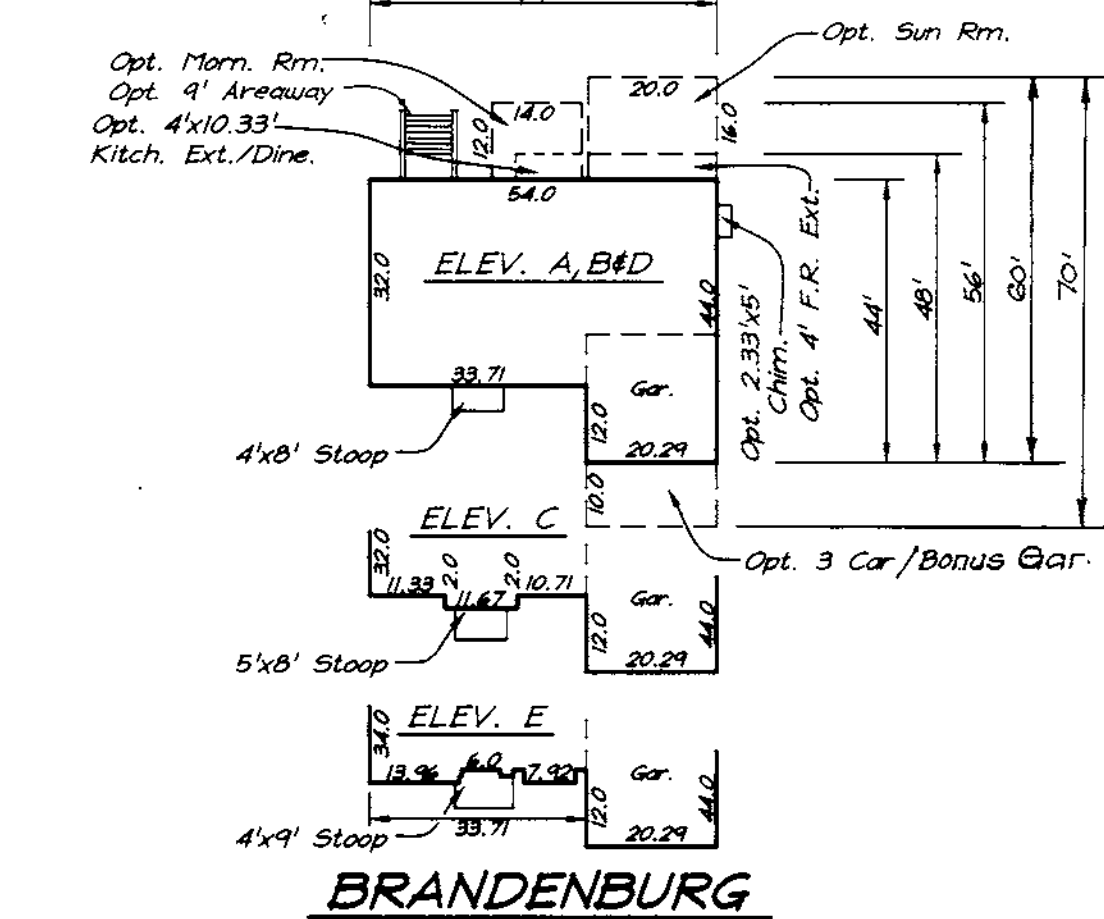 Opt. Sun Rm.
Opt. Morn. Rm.
Opt. 9' Areaway
Opt. 4'x10.33'
Kitch. Ext./Dine.
14.0
12.0
20.0
16.0
54.0
ELEV. A,B&D
32.0
44.0
33.71
Gar.
12.0
20.29
4'x8' Stoop
Opt. 2.33'x5'
Chim.
Opt. 4' F.R. Ext.
44'
48'
56'
60'
70'
10.0
Opt. 3 Car/Bonus Gar.
ELEV. C
32.0
11.33
2.0
11.67
2.0
10.71
Gar.
12.0
44.0
20.29
5'x8' Stoop
ELEV. E
34.0
13.96
6.0
7.92
Gar.
12.0
44.0
20.29
33.71
4'x9' Stoop
BRANDENBURG